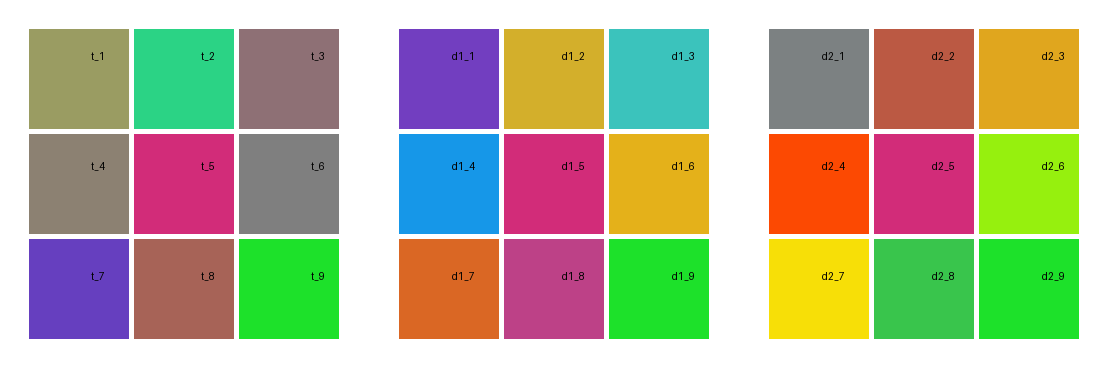 t_1 t_2 t_3 d1_1 d1_2 d1_3 d2_1 d2_2 d2_3
t_4 t_5 t_6 d1_4 d1_5 d1_6 d2_4 d2_5 d2_6
t_7 t_8 t_9 d1_7 d1_8 d1_9 d2_7 d2_8 d2_9